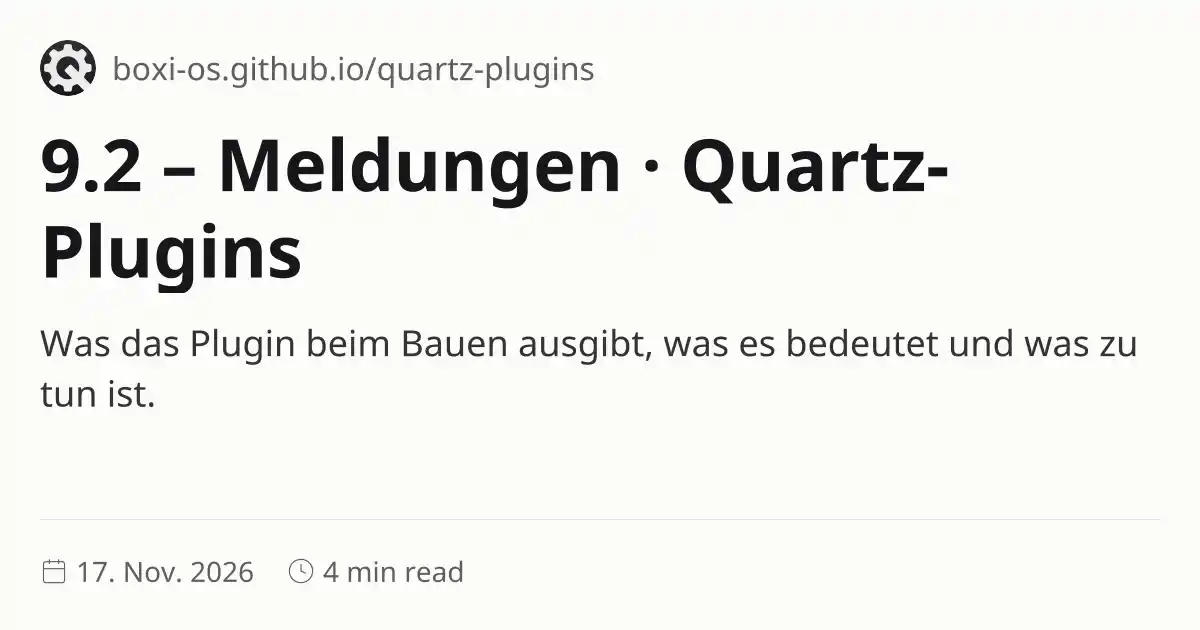 boxi-os.github.io/quartz-plugins
9.2 – Meldungen · Quartz-
Plugins
Was das Plugin beim Bauen ausgibt, was es bedeutet und was zu
tun ist.
17. Nov. 2026 4 min read